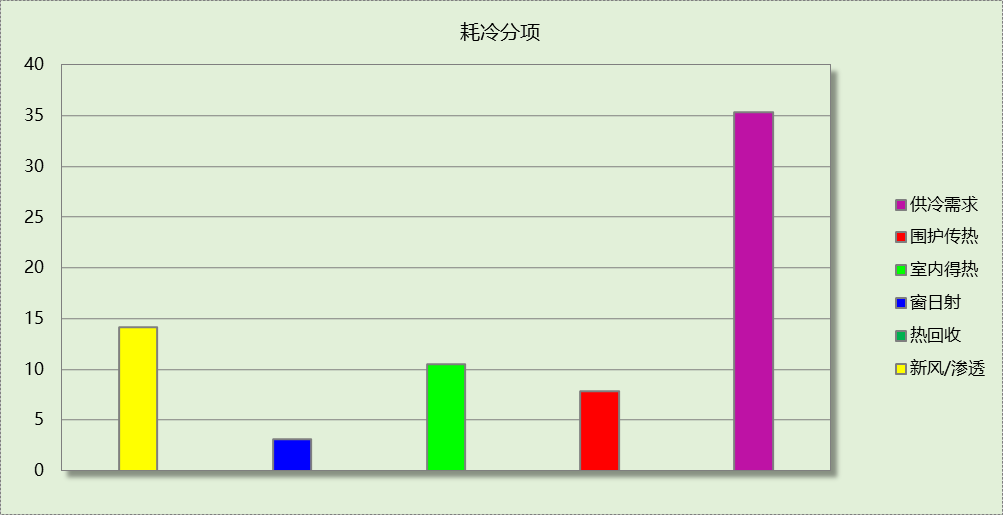 耗冷分项
40
35
30
25
20
15
10
5
0
供冷需求
围护传热
室内得热
窗日射
热回收
新风/渗透